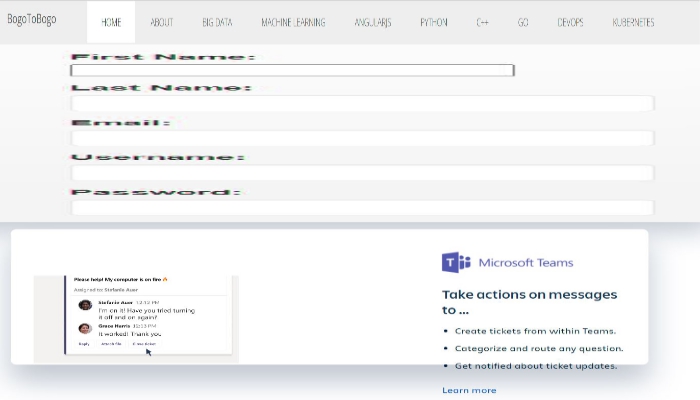 BogoToBogo
HOME ABOUT BIG DATA MACHINE LEARNING ANGULARJS PYTHON C++ GO DEVOPS KUBERNETES
First Name:
Last Name:
Email:
Username:
Password:
Please help! My computer is on fire 🔥
Assigned to: Stefanie Auer
Stefanie Auer 12:12 PM
I'm on it! Have you tried turning
it off and on again?
Grace Harris 12:13 PM
It worked! Thank you
Reply Attach file Close ticket
Microsoft Teams
Take actions on messages
to ...
• Create tickets from within Teams.
• Categorize and route any question.
• Get notified about ticket updates.
Learn more